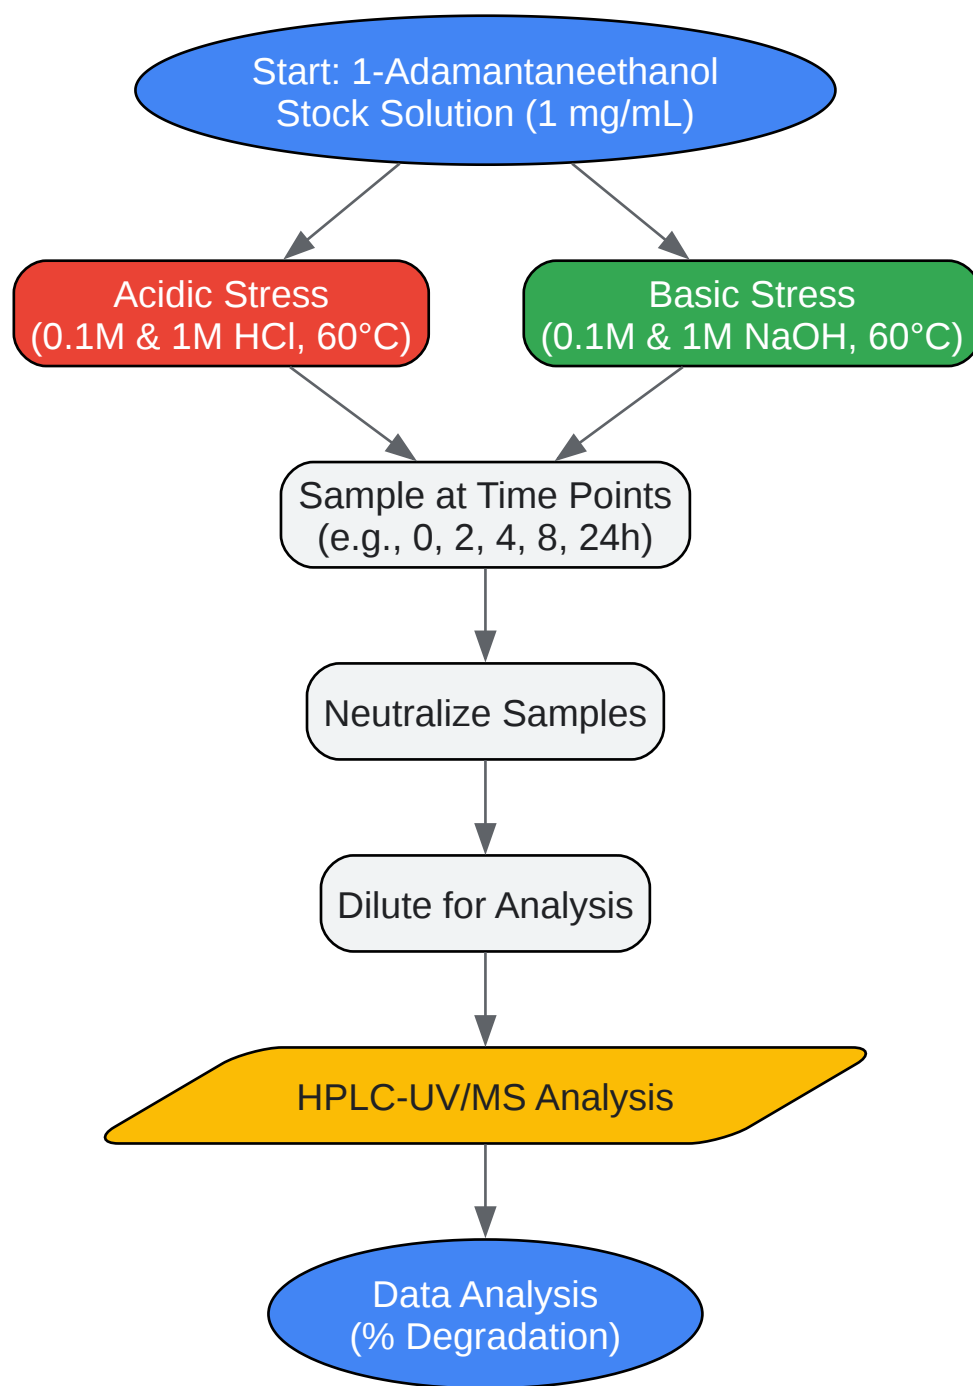 Start: 1-Adamantaneethanol
Stock Solution (1 mg/mL)
Acidic Stress
(0.1M & 1M HCl, 60°C)
Basic Stress
(0.1M & 1M NaOH, 60°C)
Sample at Time Points
(e.g., 0, 2, 4, 8, 24h)
Neutralize Samples
Dilute for Analysis
HPLC-UV/MS Analysis
Data Analysis
(% Degradation)